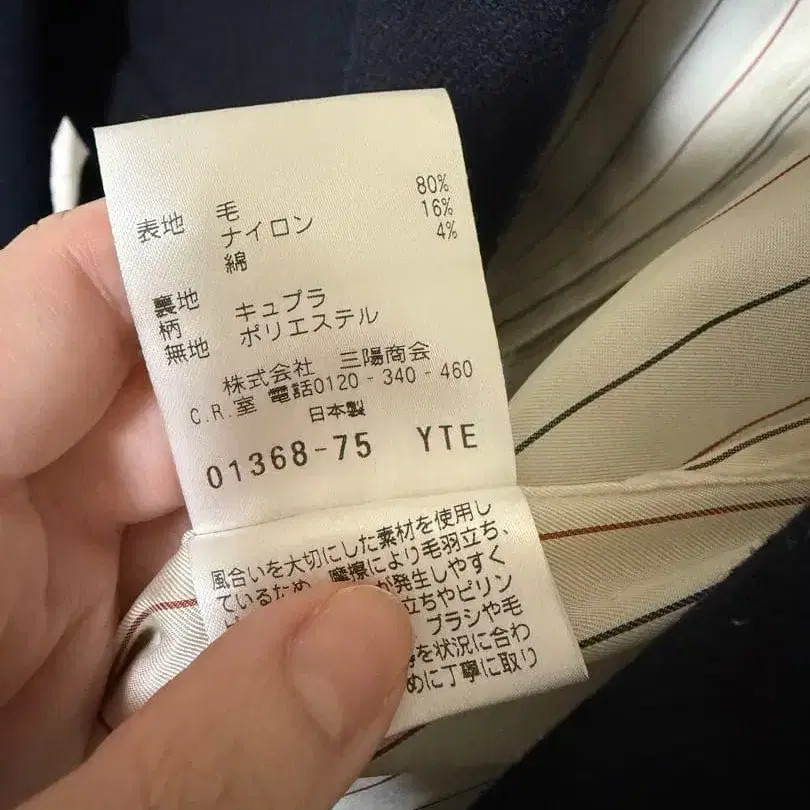 表地 毛 80%
ナイロン 16%
綿 4%
裏地
柄 キュプラ
無地 ポリエステル
株式会社 三陽商会
C.R.室 電話0120-340-460
日本製
01368-75 YTE
風合いを大切にした素材を使用し
ているため、摩擦により毛羽立ち、
が発生しやすく
立ちやピリン
ブラシや毛
を状況に合わ
めに丁寧に取り